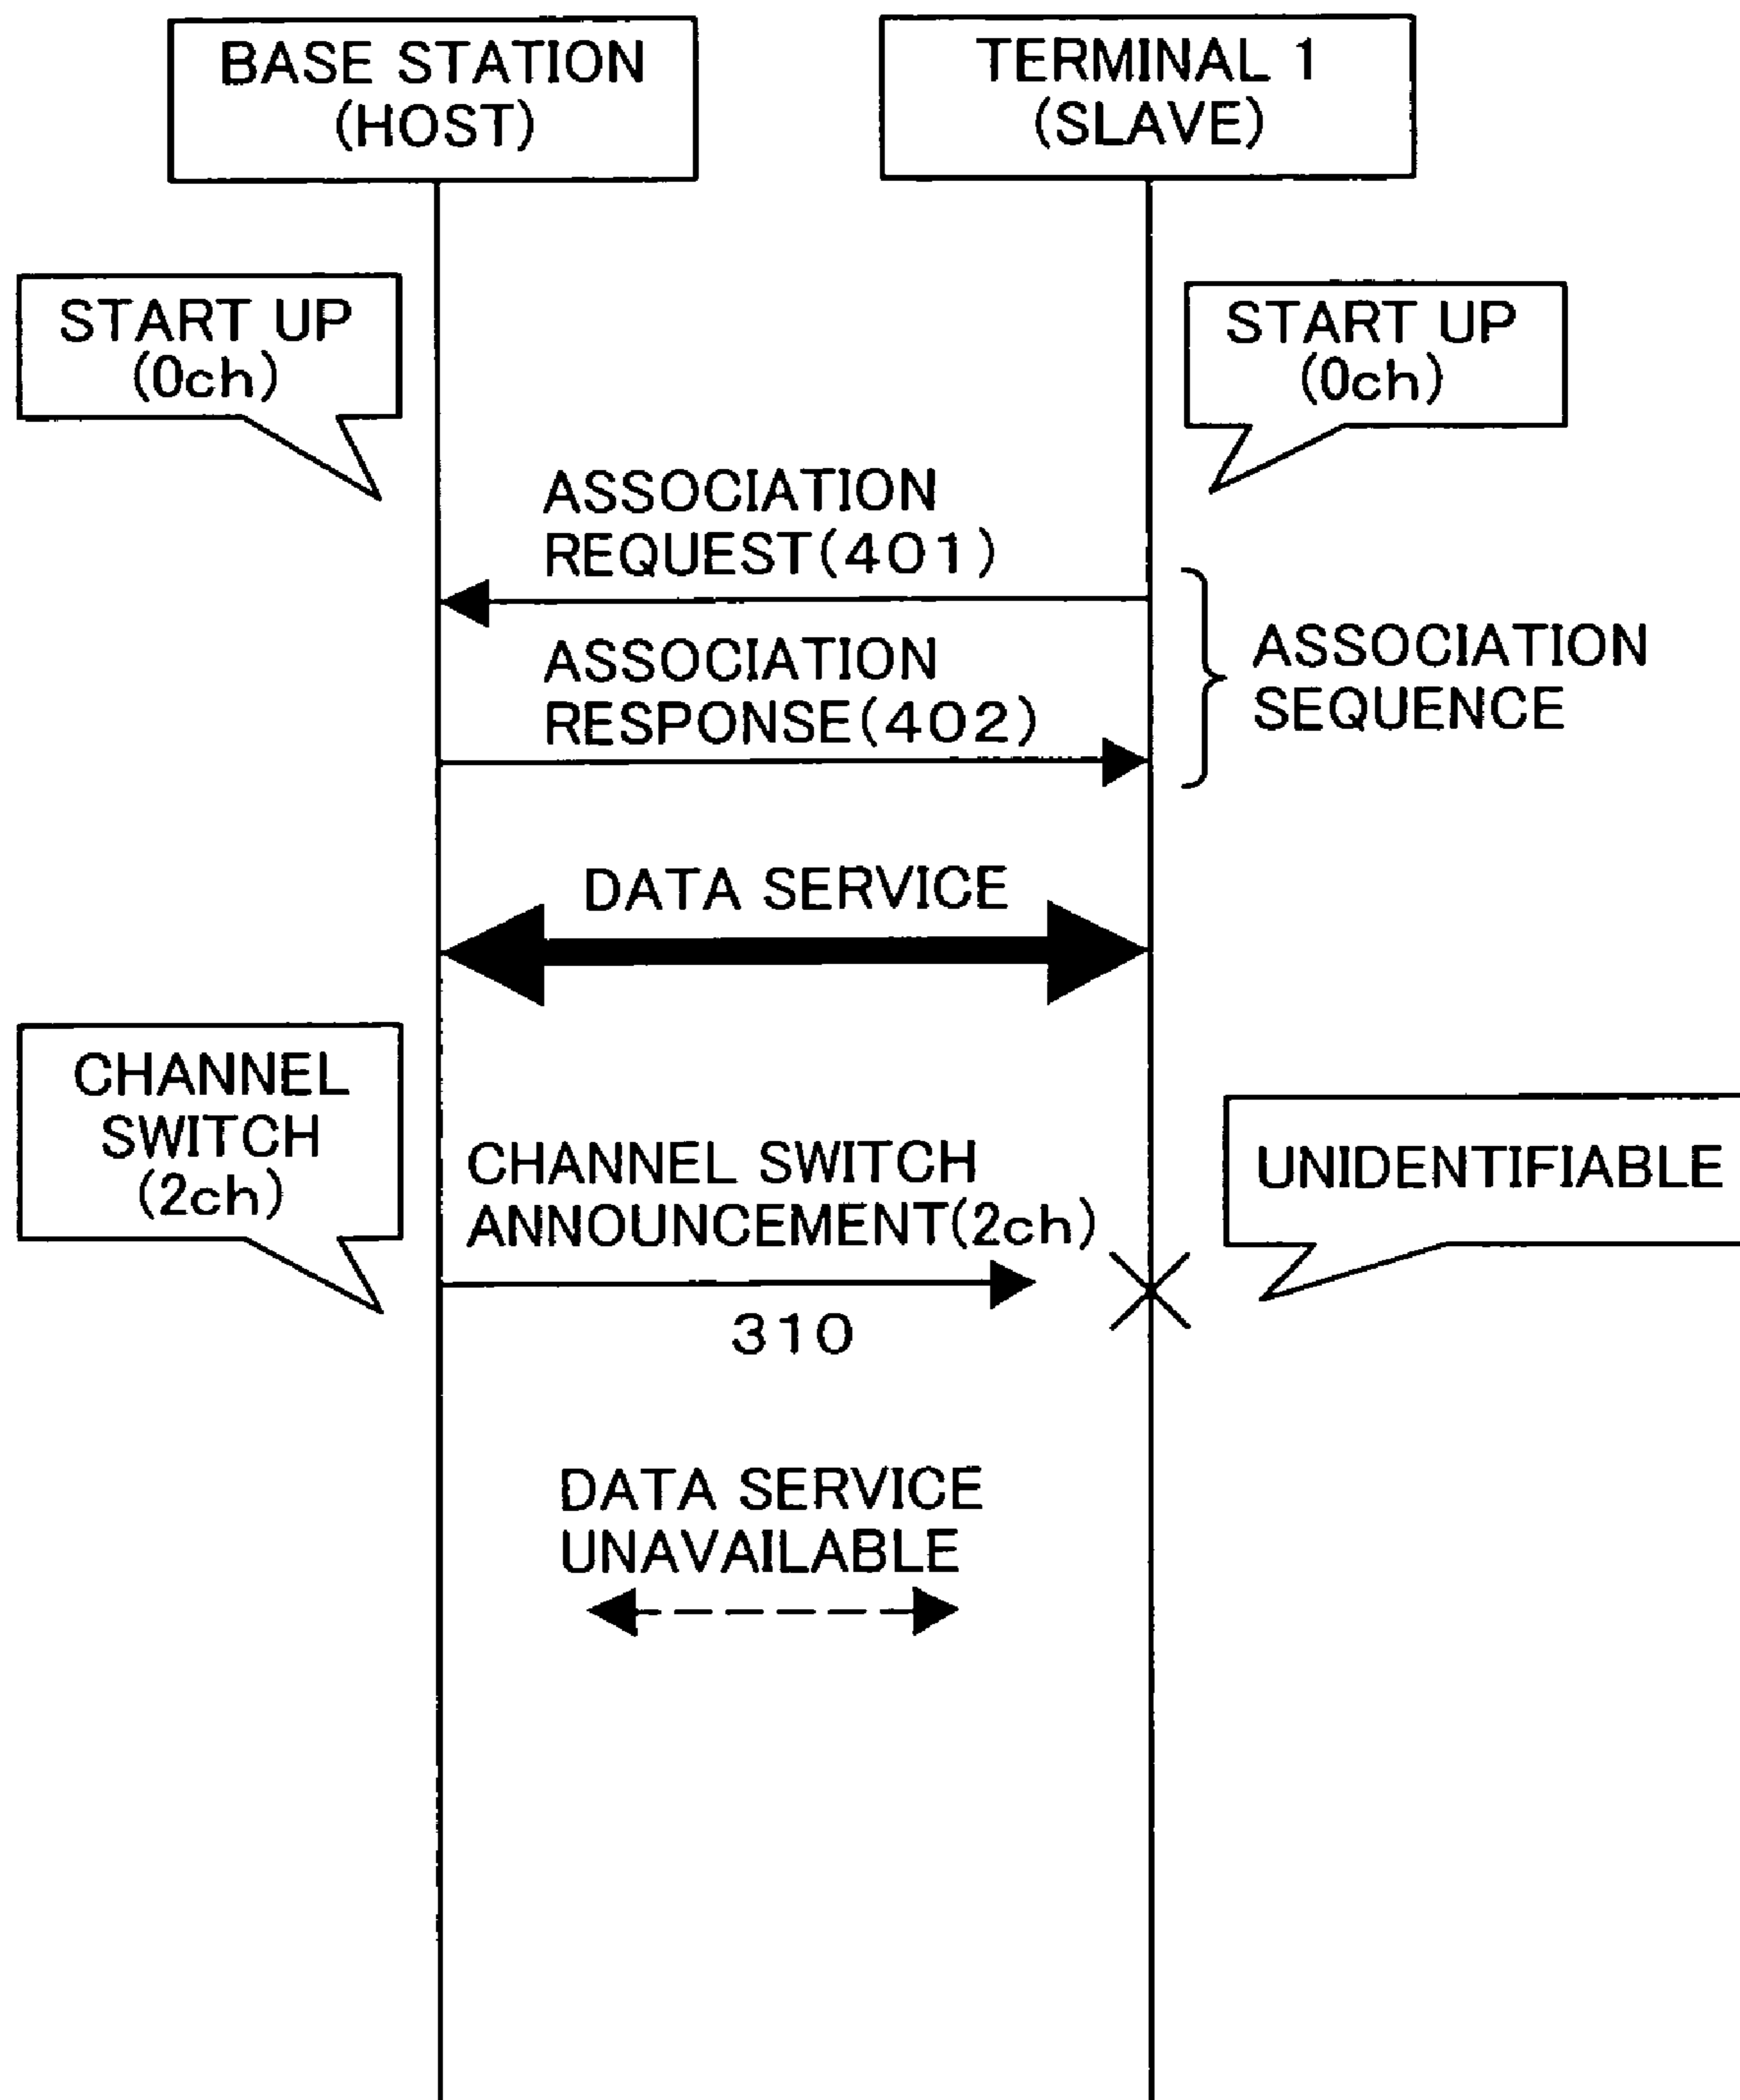 BASE STATION
(HOST)
TERMINAL 1
(SLAVE)
START UP
(0ch)
START UP
(0ch)
ASSOCIATION
REQUEST(401)
ASSOCIATION
RESPONSE(402)
ASSOCIATION
SEQUENCE
DATA SERVICE
CHANNEL
SWITCH
(2ch)
CHANNEL SWITCH
ANNOUNCEMENT(2ch)
UNIDENTIFIABLE
310
DATA SERVICE
UNAVAILABLE